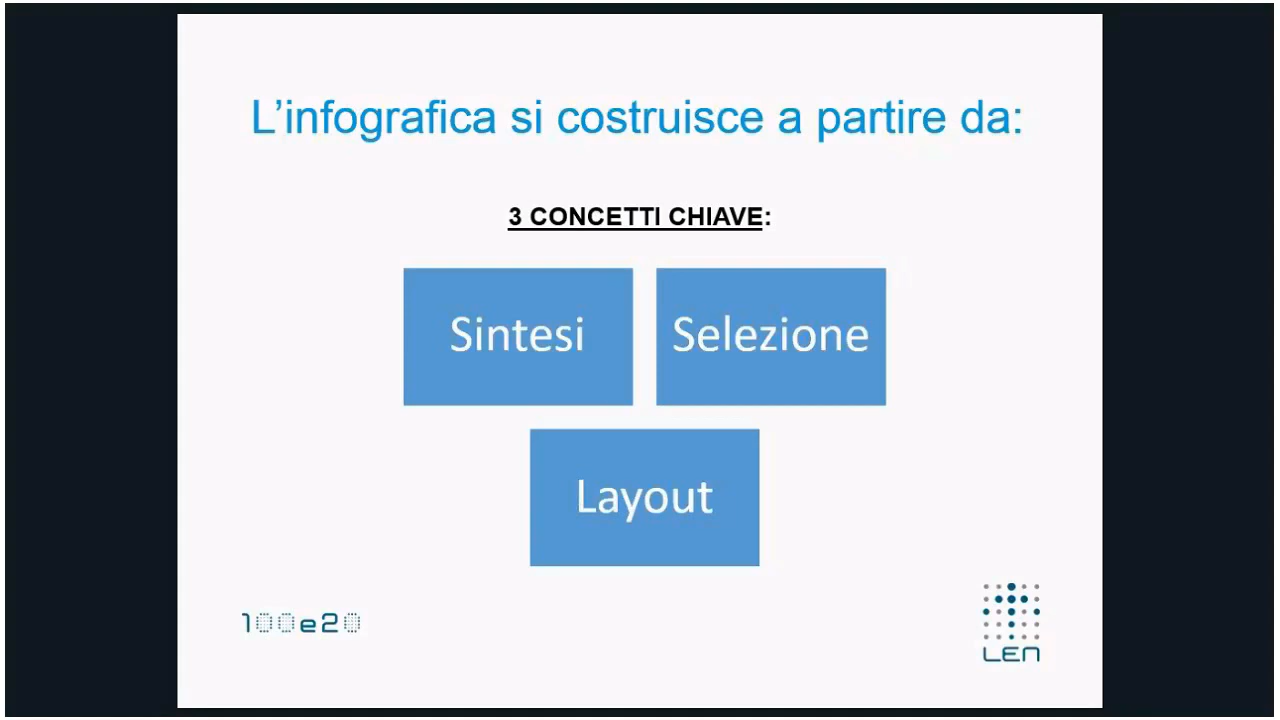 L'infografica si costruisce a partire da:
3 CONCETTI CHIAVE:
Sintesi
Selezione
Layout
100e20
LEN